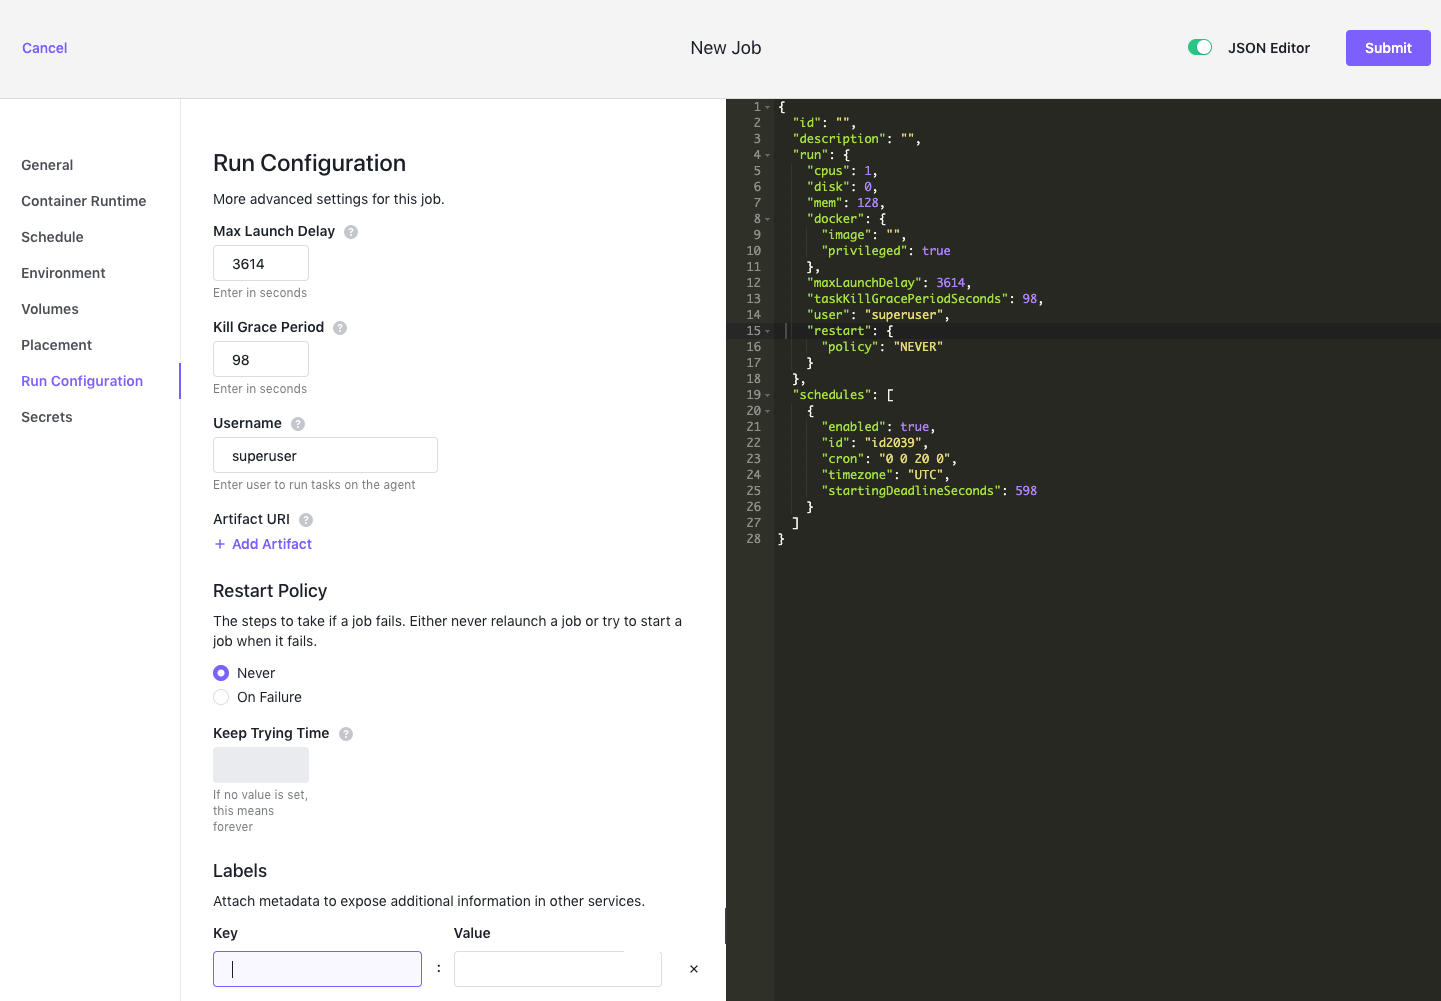 Cancel
New Job
JSON Editor
Submit
General
Container Runtime
Schedule
Environment
Volumes
Placement
Run Configuration
Secrets
Run Configuration
More advanced settings for this job.
Max Launch Delay ?
3614
Enter in seconds
Kill Grace Period ?
98
Enter in seconds
Username ?
superuser
Enter user to run tasks on the agent
Artifact URI ?
+ Add Artifact
Restart Policy
The steps to take if a job fails. Either never relaunch a job or try to start a
job when it fails.
Never
On Failure
Keep Trying Time ?
If no value is set,
this means
forever
Labels
Attach metadata to expose additional information in other services.
Key
Value
: ×
1 {
2 "id": "",
3 "description": "",
4 "run": {
5 "cpus": 1,
6 "disk": 0,
7 "mem": 128,
8 "docker": {
9 "image": "",
10 "privileged": true
11 },
12 "maxLaunchDelay": 3614,
13 "taskKillGracePeriodSeconds": 98,
14 "user": "superuser",
15 "restart": {
16 "policy": "NEVER"
17 }
18 },
19 "schedules": [
20 {
21 "enabled": true,
22 "id": "id2039",
23 "cron": "0 0 20 0",
24 "timezone": "UTC",
25 "startingDeadlineSeconds": 598
26 }
27 ]
28 }